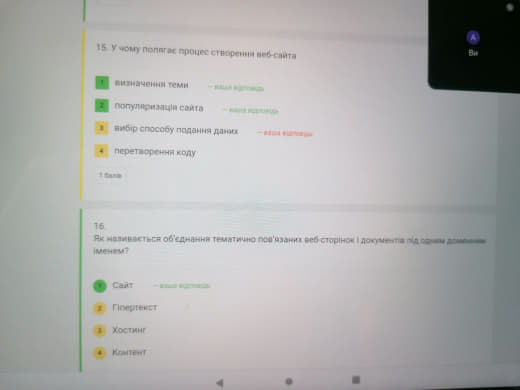 А
Ви
15. У чому полягає процес створення веб-сайта
1 визначення теми – ваша відповідь
2 популяризація сайта – ваша відповідь
3 вибір способу подання даних – ваша відповідь
4 перетворення коду
1 балів
16.
Як називається об'єднання тематично пов'язаних веб-сторінок і документів під одним доменним
іменем?
1 Сайт – ваша відповідь
2 Гіпертекст
3 Хостинг
4 Контент